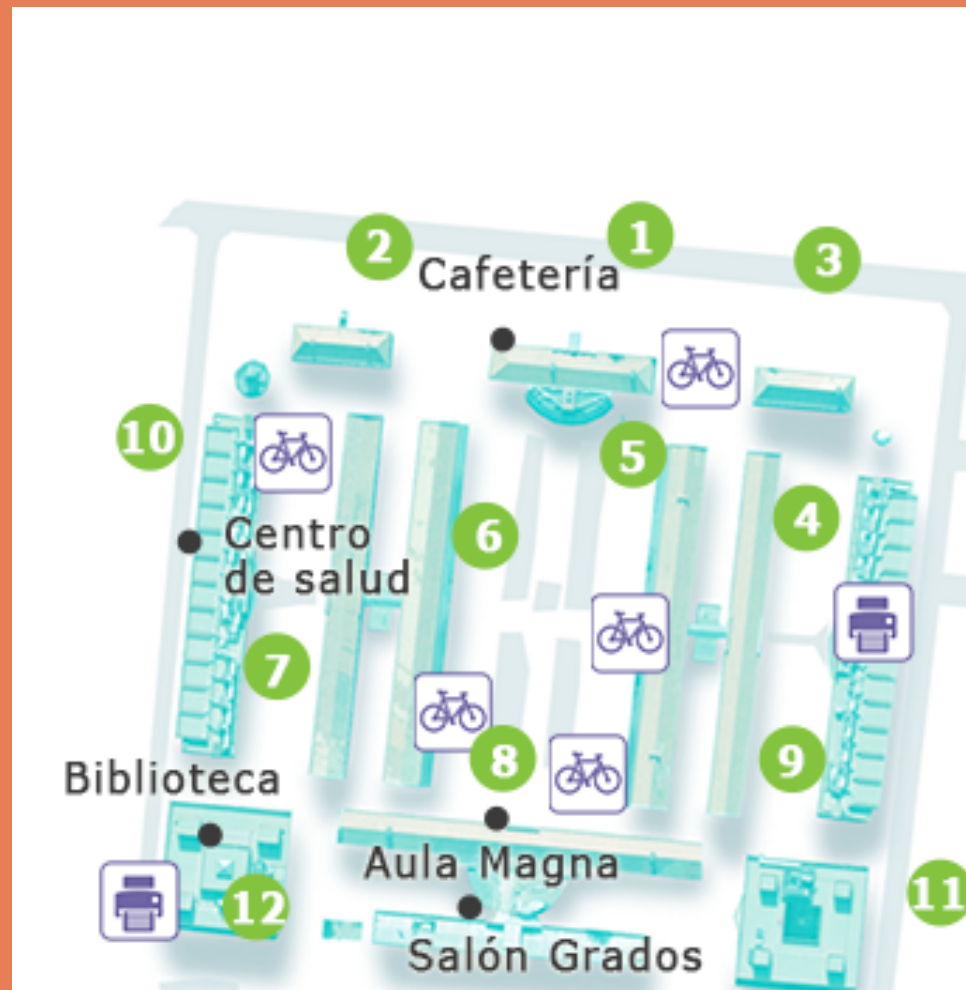 1
2
3
Cafetería
10
5
4
6
Centro
de salud
7
8
9
Biblioteca
Aula Magna
11
12
Salón Grados